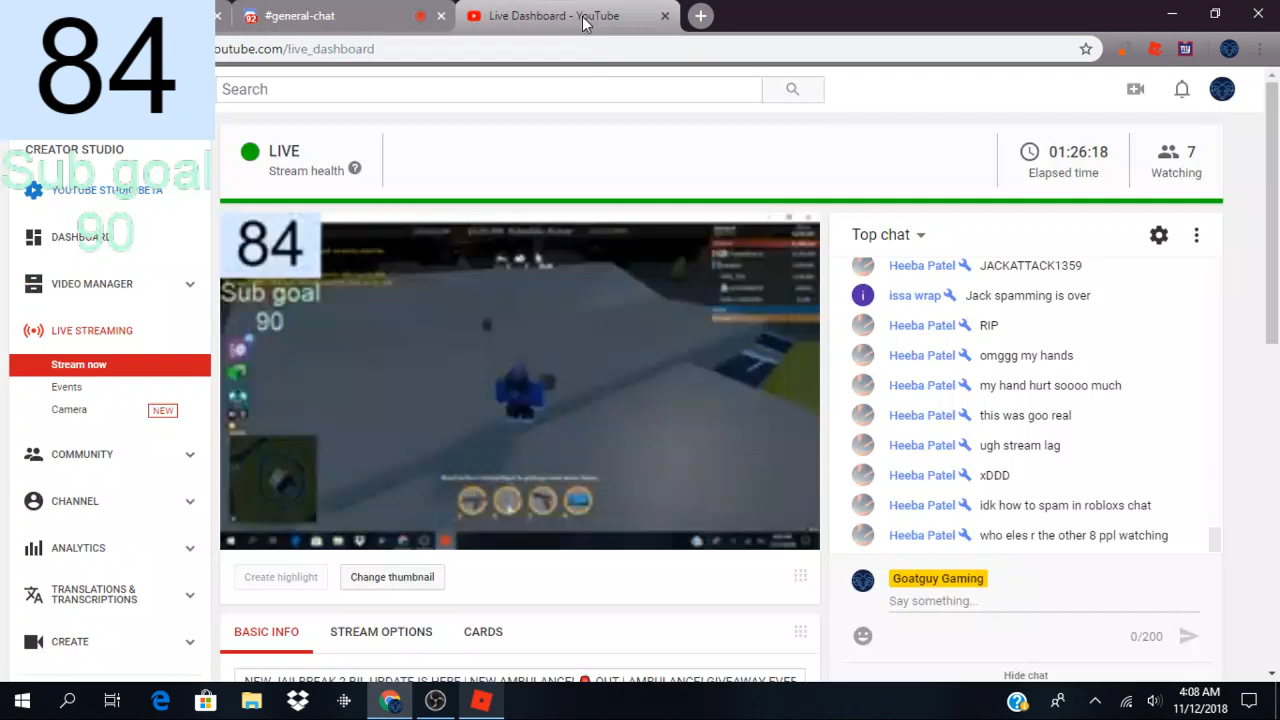 #general-chat
Live Dashboard - YouTube
84
outube.com/live_dashboard
Search
CREATOR STUDIO
Sub goal
90
YOUTUBE STUDIO BETA
DASHBOARD
VIDEO MANAGER
LIVE STREAMING
Stream now
Events
Camera NEW
COMMUNITY
CHANNEL
ANALYTICS
TRANSLATIONS &
TRANSCRIPTIONS
CREATE
LIVE
Stream health
01:26:18
Elapsed time
7
Watching
84
Sub goal
90
Create highlight
Change thumbnail
BASIC INFO STREAM OPTIONS CARDS
Top chat
Heeba Patel JACKATTACK1359
issa wrap Jack spamming is over
Heeba Patel RIP
Heeba Patel omggg my hands
Heeba Patel my hand hurt soooo much
Heeba Patel this was goo real
Heeba Patel ugh stream lag
Heeba Patel xDDD
Heeba Patel idk how to spam in robloxs chat
Heeba Patel who eles r the other 8 ppl watching
Goatguy Gaming
Say something...
0/200
Hide chat
4:08 AM
11/12/2018